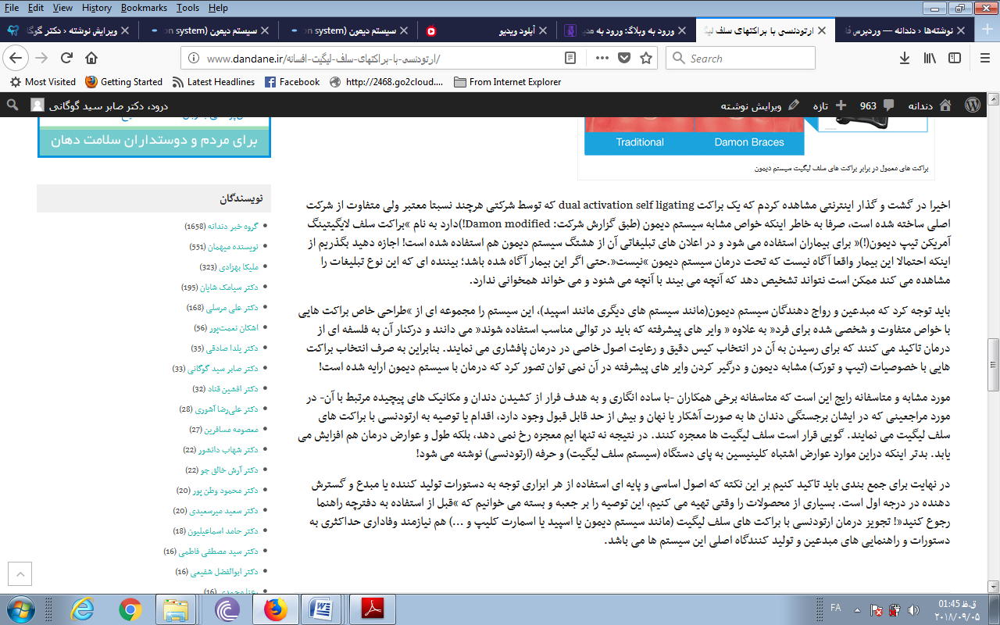 File Edit View History Bookmarks Tools Help
ویرایش نوشته ‹ دکتر گوگا
سیستم دیمون (on system
سیستم دیمون (on system
آپلود ویدیو
ورود به وبلاگ: ورود به مدیر
ارتودنسی با براکتهای سلف لیگ
نوشته‌ها ‹ دندانه — وردپرس فا
www.dandane.ir/ارتودنسی-با-براکتهای-سلف-لیگیت-افسانه/
Search
Most Visited Getting Started Latest Headlines Facebook http://2468.go2cloud.... From Internet Explorer
دندانه 963 تازه ویرایش نوشته
درود، دکتر صابر سید گوگانی
برای مردم و دوستداران سلامت دهان
Traditional Damon Braces
براکت های معمول در برابر براکت های سلف لیگیت سیستم دیمون
اخیرا در گشت و گذار اینترنتی مشاهده کردم که یک براکت dual activation self ligating که توسط شرکتی هرچند نسبتا معتبر ولی متفاوت از شرکت
اصلی ساخته شده است، صرفا به خاطر اینکه خواص مشابه سیستم دیمون (طبق گزارش شرکت: Damon modified!)دارد به نام »براکت سلف لایگیتینگ
آمریکن تیپ دیمون(!)« برای بیماران استفاده می شود و در اعلان های تبلیغاتی آن از هشتگ سیستم دیمون هم استفاده شده است! اجازه دهید بگذریم از
اینکه احتمالا این بیمار واقعا آگاه نیست که تحت درمان سیستم دیمون »نیست«.حتی اگر این بیمار آگاه شده باشد؛ بیننده ای که این نوع تبلیغات را
مشاهده می کند ممکن است نتواند تشخیص دهد که آنچه می بیند با آنچه می شنود و می خواند همخوانی ندارد.
باید توجه کرد که مبدعین و رواج دهندگان سیستم دیمون(مانند سیستم های دیگری مانند اسپید)، این سیستم را مجموعه ای از »طراحی خاص براکت هایی
با خواص متفاوت و شخصی شده برای فرد« به علاوه « وایر های پیشرفته که باید در توالی مناسب استفاده شوند« می دانند و درکنار آن به فلسفه ای از
درمان تاکید می کنند که برای رسیدن به آن در انتخاب کیس دقیق و رعایت اصول خاصی در درمان پافشاری می نمایند. بنابراین به صرف انتخاب براکت
هایی با خصوصیات (تیپ و تورک) مشابه دیمون و درگیر کردن وایر های پیشرفته در آن نمی توان تصور کرد که درمان با سیستم دیمون ارایه شده است!
مورد مشابه و متاسفانه رایج این است که متاسفانه برخی همکاران -با ساده انگاری و به هدف فرار از کشیدن دندان و مکانیک های پیچیده مرتبط با آن- در
مورد مراجعینی که در ایشان برجستگی دندان ها به صورت آشکار یا نهان و بیش از حد قابل قبول وجود دارد، اقدام یا توصیه به ارتودنسی با براکت های
سلف لیگیت می نمایند. گویی قرار است سلف لیگیت ها معجزه کنند. در نتیجه نه تنها ایم معجزه رخ نمی دهد، بلکه طول و عوارض درمان هم افزایش می
یابد. بدتر اینکه دراین موارد عوارض اشتباه کلینیسین به پای دستگاه (سیستم سلف لیگیت) و حرفه (ارتودنسی) نوشته می شود!
در نهایت برای جمع بندی باید تاکید کنیم بر این نکته که اصول اساسی و پایه ای استفاده از هر ابزاری توجه به دستورات تولید کننده یا مبدع و گسترش
دهنده در درجه اول است. بسیاری از محصولات را وقتی تهیه می کنیم، این توصیه را بر جعبه و بسته می خوانیم که »قبل از استفاده به دفترچه راهنما
رجوع کنید«! تجویز درمان ارتودنسی با براکت های سلف لیگیت (مانند سیستم دیمون یا اسپید یا اسمارت کلیپ و ...) هم نیازمند وفاداری حداکثری به
دستورات و راهنمایی های مبدعین و تولید کنندگاه اصلی این سیستم ها می باشد.
نویسندگان
گروه خبر دندانه (1658)
نویسنده میهمان (551)
ملیکا بهزادی (323)
دکتر سیامک شایان (195)
دکتر علی مرسلی (168)
اشکان نعمت‌پور (56)
دکتر یلدا صادقی (35)
دکتر صابر سید گوگانی (33)
دکتر افشین قناد (32)
دکتر علی‌رضا آشوری (28)
معصومه مسافرین (27)
دکتر شهاب دانشور (22)
دکتر آرش خالق جو (22)
دکتر محمود وطن پور (20)
دکتر سعید میرسعیدی (20)
دکتر حامد اسماعیلیون (18)
دکتر سید مصطفی فاطمی (16)
دکتر ابوالفضل شفیعی (16)
FA
01:45 ق.ظ
۲۰۱۸/۰۹/۰۵